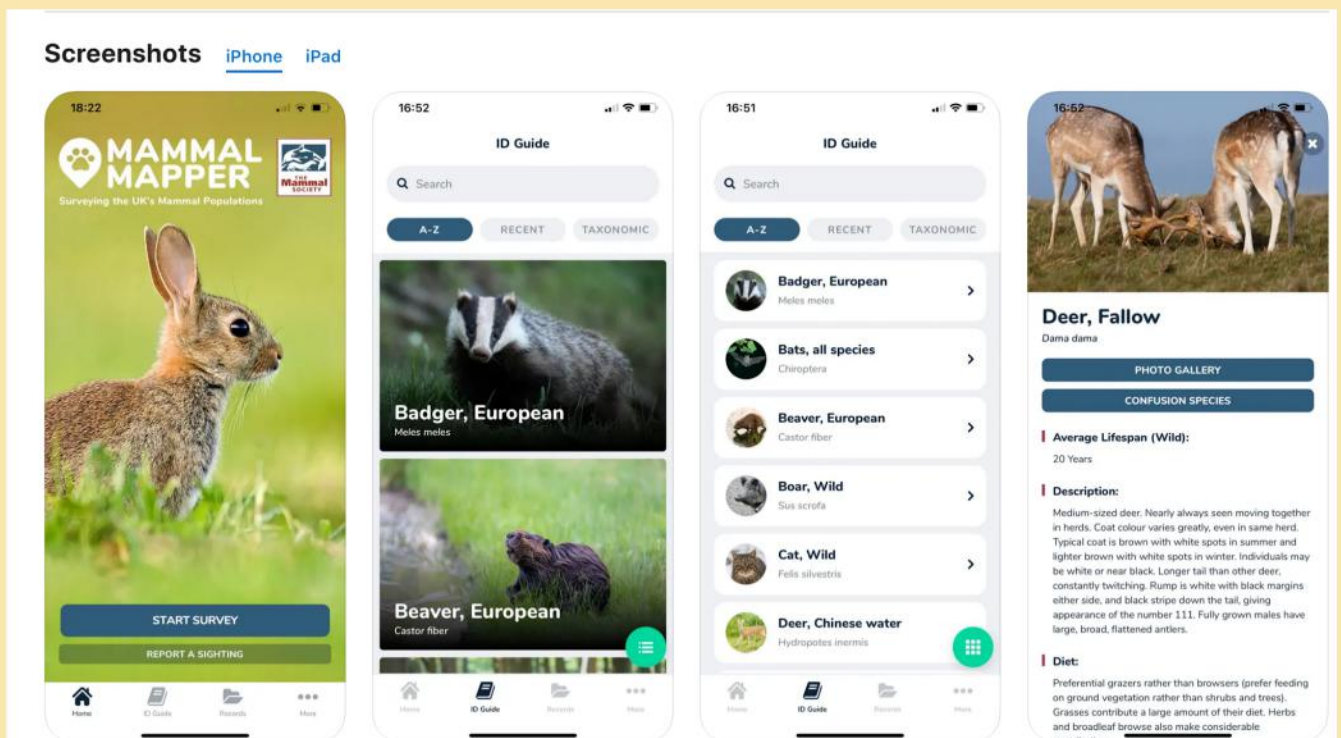 Screenshots iPhone iPad
18:22
MAMMAL
MAPPER
THE
Mammal
SOCIETY
Surveying the UK's Mammal Populations
START SURVEY
REPORT A SIGHTING
Home ID Guide Records More
16:52
ID Guide
Search
A-Z RECENT TAXONOMIC
Badger, European
Meles meles
Beaver, European
Castor fiber
Home ID Guide Records More
16:51
ID Guide
Search
A-Z RECENT TAXONOMIC
Badger, European
Meles meles
Bats, all species
Chiroptera
Beaver, European
Castor fiber
Boar, Wild
Sus scrofa
Cat, Wild
Felis silvestris
Deer, Chinese water
Hydropotes inermis
Home ID Guide Records More
16:52
Deer, Fallow
Dama dama
PHOTO GALLERY
CONFUSION SPECIES
Average Lifespan (Wild):
20 Years
Description:
Medium-sized deer. Nearly always seen moving together
in herds. Coat colour varies greatly, even in same herd.
Typical coat is brown with white spots in summer and
lighter brown with white spots in winter. Individuals may
be white or near black. Longer tail than other deer,
constantly twitching. Rump is white with black margins
either side, and black stripe down the tail, giving
appearance of the number 111. Fully grown males have
large, broad, flattened antlers.
Diet:
Preferential grazers rather than browsers (prefer feeding
on ground vegetation rather than shrubs and trees).
Grasses contribute a large amount of their diet. Herbs
and broadleaf browse also make considerable